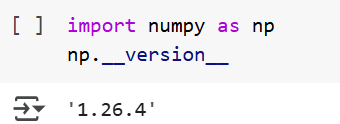 [ ] import numpy as np
np.__version__
'1.26.4'